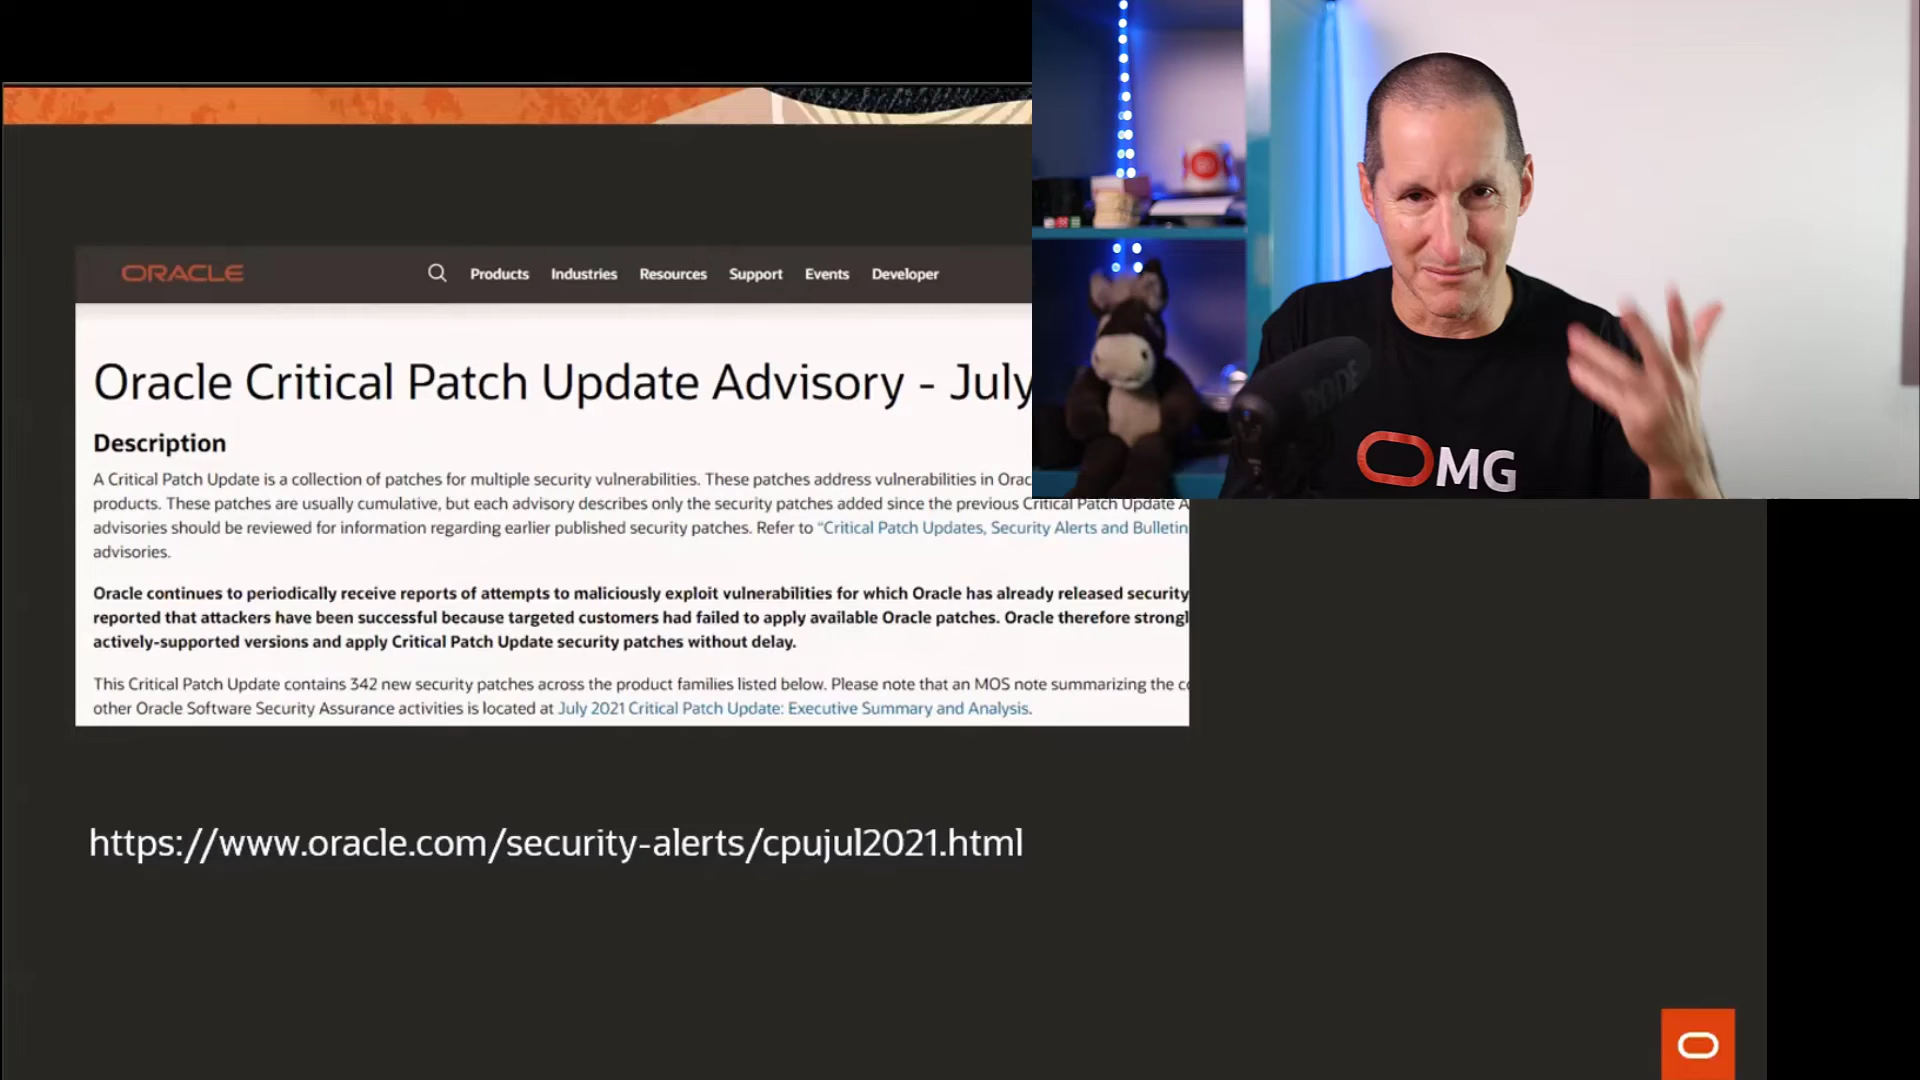 ORACLE
Products Industries Resources Support Events Developer
Oracle Critical Patch Update Advisory - July
Description
A Critical Patch Update is a collection of patches for multiple security vulnerabilities. These patches address vulnerabilities in Orac
products. These patches are usually cumulative, but each advisory describes only the security patches added since the previous Critical Patch Update A
advisories should be reviewed for information regarding earlier published security patches. Refer to “Critical Patch Updates, Security Alerts and Bulletin
advisories.
Oracle continues to periodically receive reports of attempts to maliciously exploit vulnerabilities for which Oracle has already released security
reported that attackers have been successful because targeted customers had failed to apply available Oracle patches. Oracle therefore strongl
actively-supported versions and apply Critical Patch Update security patches without delay.
This Critical Patch Update contains 342 new security patches across the product families listed below. Please note that an MOS note summarizing the co
other Oracle Software Security Assurance activities is located at July 2021 Critical Patch Update: Executive Summary and Analysis.
https://www.oracle.com/security-alerts/cpujul2021.html
RODE
OMG